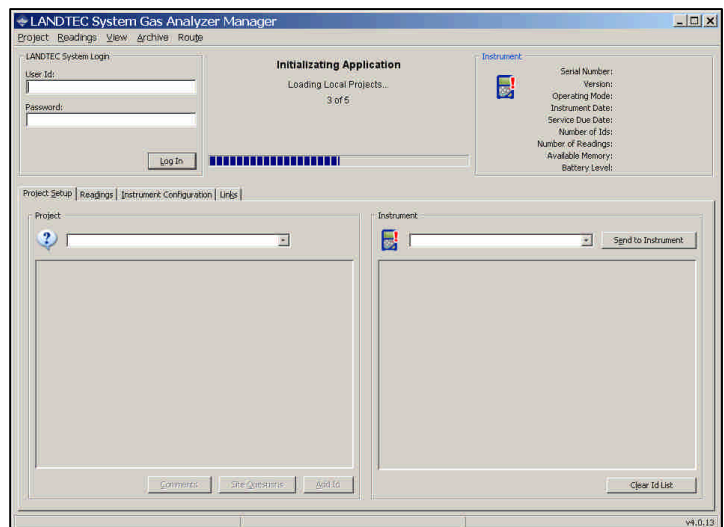 LANDTEC System Gas Analyzer Manager
Project Readings View Archive Route
LANDTEC System Login
User Id:
Password:
Log In
Initializating Application
Loading Local Projects...
3 of 5
Instrument
Serial Number:
Version:
Operating Mode:
Instrument Date:
Service Due Date:
Number of Ids:
Number of Readings:
Available Memory:
Battery Level:
Project Setup Readings Instrument Configuration Links
Project
Instrument
Send to Instrument
Comments Site Questions Add Id
Clear Id List
v4.0.13